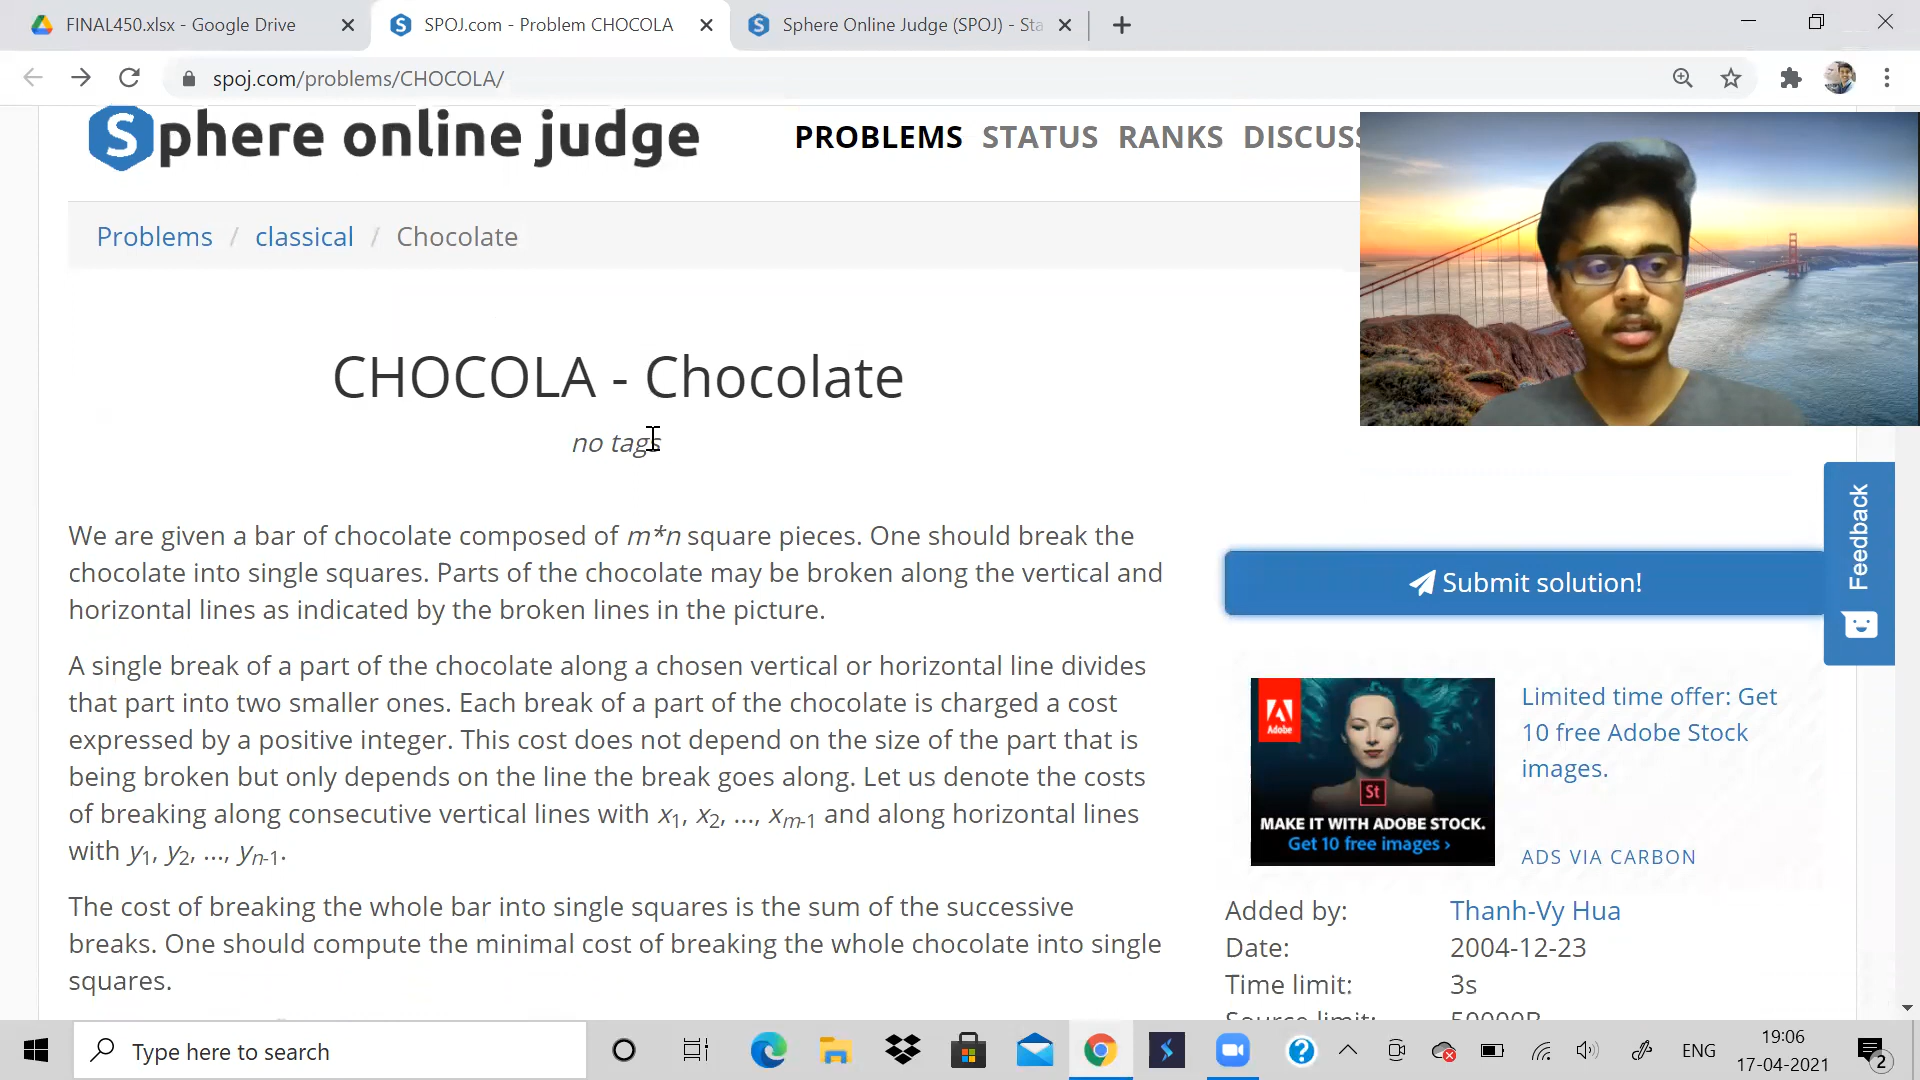 FINAL450.xlsx - Google Drive
SPOJ.com - Problem CHOCOLA
Sphere Online Judge (SPOJ) - Sta
spoj.com/problems/CHOCOLA/
Sphere online judge
PROBLEMS STATUS RANKS DISCUSS
Problems / classical / Chocolate
CHOCOLA - Chocolate
no tags
We are given a bar of chocolate composed of m*n square pieces. One should break the
chocolate into single squares. Parts of the chocolate may be broken along the vertical and
horizontal lines as indicated by the broken lines in the picture.
A single break of a part of the chocolate along a chosen vertical or horizontal line divides
that part into two smaller ones. Each break of a part of the chocolate is charged a cost
expressed by a positive integer. This cost does not depend on the size of the part that is
being broken but only depends on the line the break goes along. Let us denote the costs
of breaking along consecutive vertical lines with x1, x2, ..., xm-1 and along horizontal lines
with y1, y2, ..., yn-1.
The cost of breaking the whole bar into single squares is the sum of the successive
breaks. One should compute the minimal cost of breaking the whole chocolate into single
squares.
Submit solution!
Feedback
Adobe
St
MAKE IT WITH ADOBE STOCK.
Get 10 free images ›
Limited time offer: Get
10 free Adobe Stock
images.
ADS VIA CARBON
Added by: Thanh-Vy Hua
Date: 2004-12-23
Time limit: 3s
Source limit: 50000B
Type here to search
ENG
19:06
17-04-2021
2